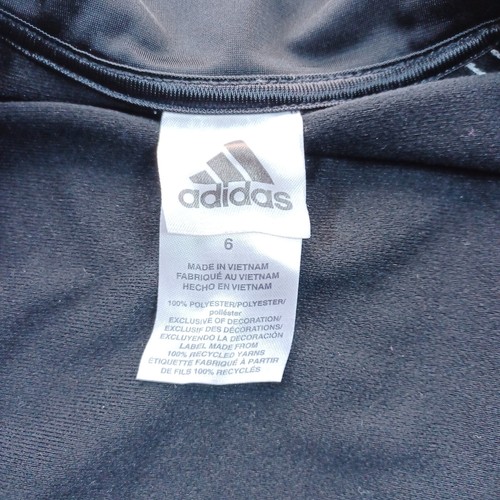 adidas
6
MADE IN VIETNAM
FABRIQUÉ AU VIETNAM
HECHO EN VIETNAM
100% POLYESTER/POLYESTER/
poliéster
EXCLUSIVE OF DECORATION/
EXCLUSIF DES DÉCORATIONS/
EXCLUYENDO LA DECORACIÓN
LABEL MADE FROM
100% RECYCLED YARNS
ÉTIQUETTE FABRIQUÉ À PARTIR
DE FILS 100% RECYCLÉS